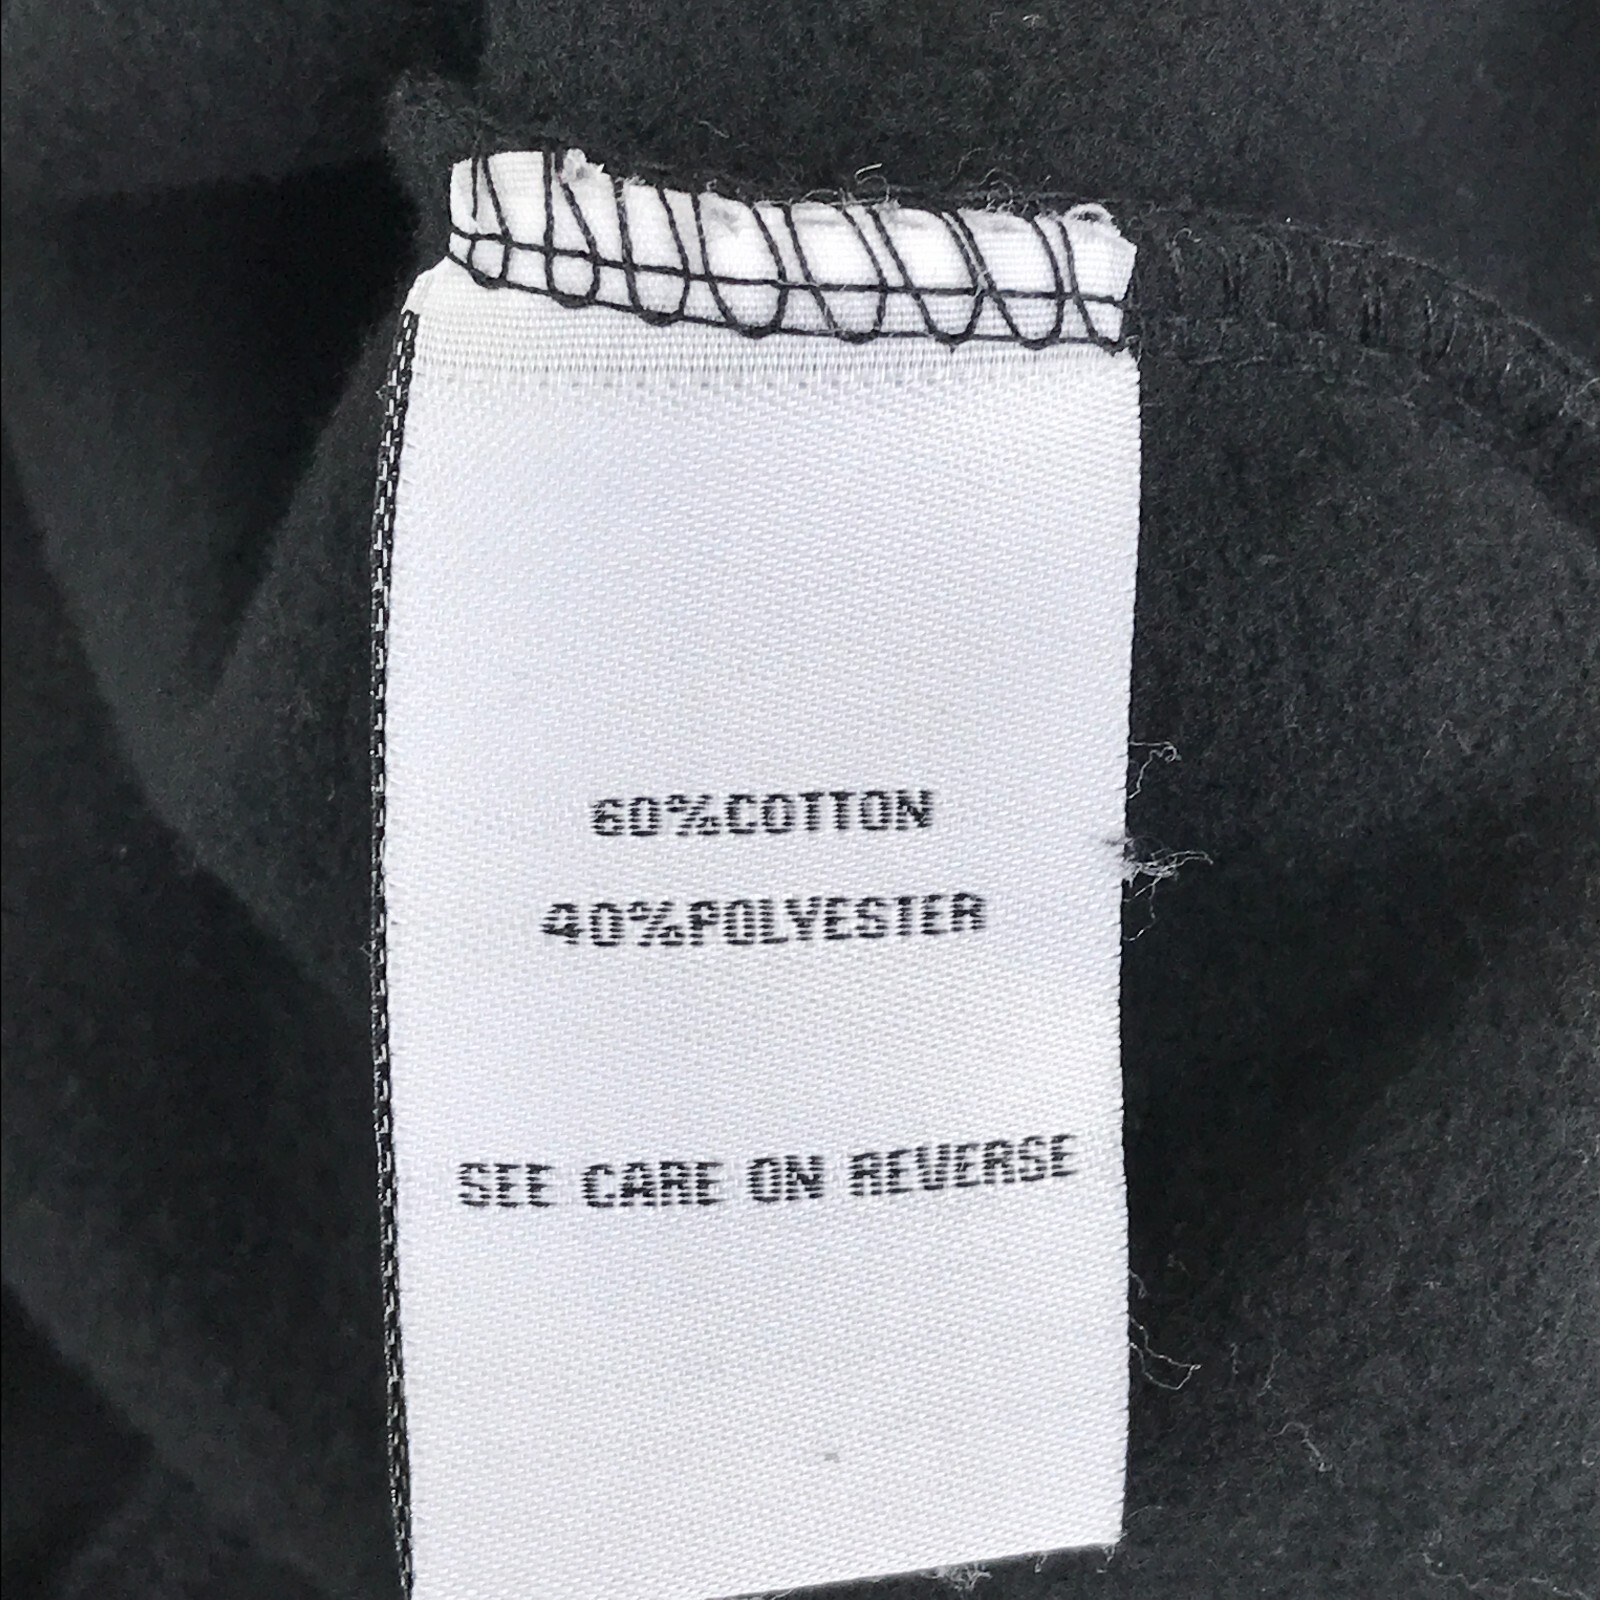 60%COTTON
40%POLYESTER
SEE CARE ON REVERSE